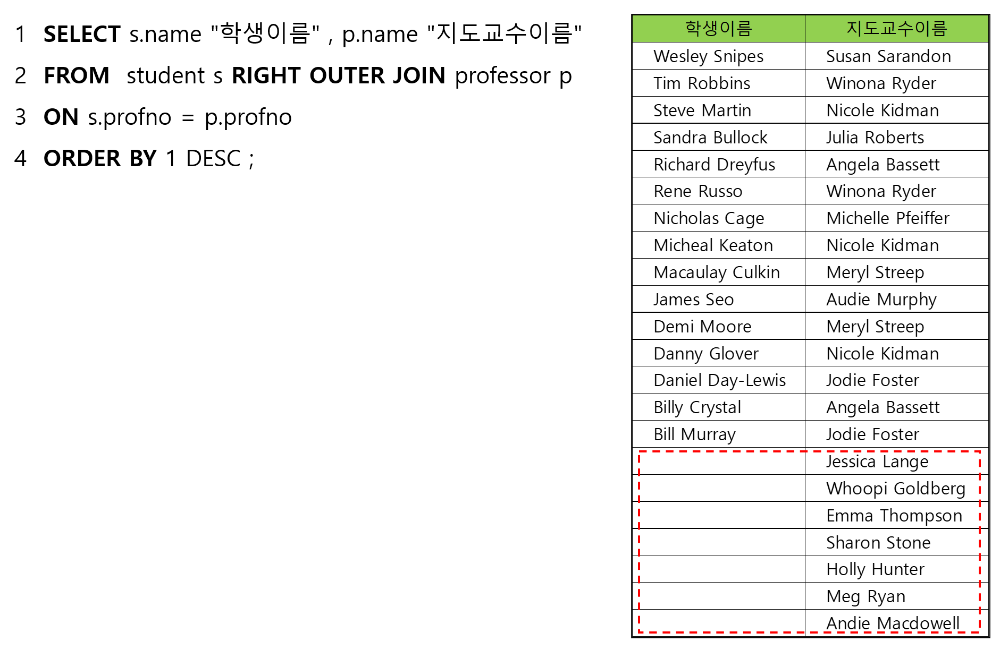 1 SELECT s.name "학생이름" , p.name "지도교수이름"
2 FROM student s RIGHT OUTER JOIN professor p
3 ON s.profno = p.profno
4 ORDER BY 1 DESC ;
학생이름 지도교수이름
Wesley Snipes Susan Sarandon
Tim Robbins Winona Ryder
Steve Martin Nicole Kidman
Sandra Bullock Julia Roberts
Richard Dreyfus Angela Bassett
Rene Russo Winona Ryder
Nicholas Cage Michelle Pfeiffer
Micheal Keaton Nicole Kidman
Macaulay Culkin Meryl Streep
James Seo Audie Murphy
Demi Moore Meryl Streep
Danny Glover Nicole Kidman
Daniel Day-Lewis Jodie Foster
Billy Crystal Angela Bassett
Bill Murray Jodie Foster
Jessica Lange
Whoopi Goldberg
Emma Thompson
Sharon Stone
Holly Hunter
Meg Ryan
Andie Macdowell